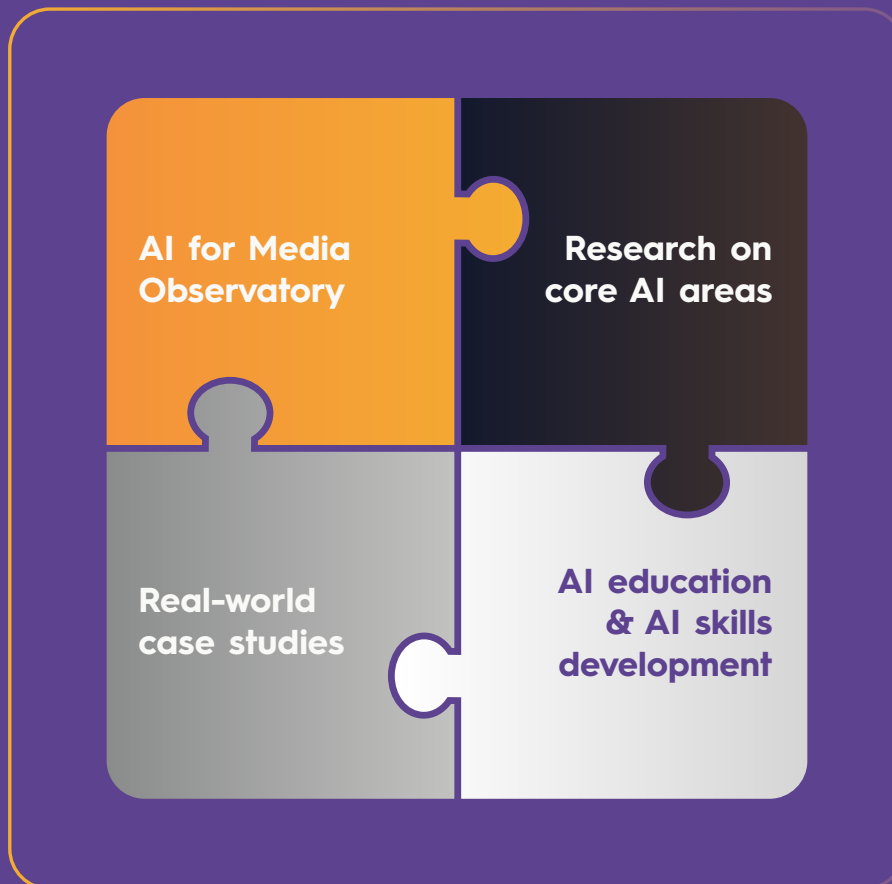 AI for Media
Observatory
Research on
core AI areas
Real-world
case studies
AI education
& AI skills
development